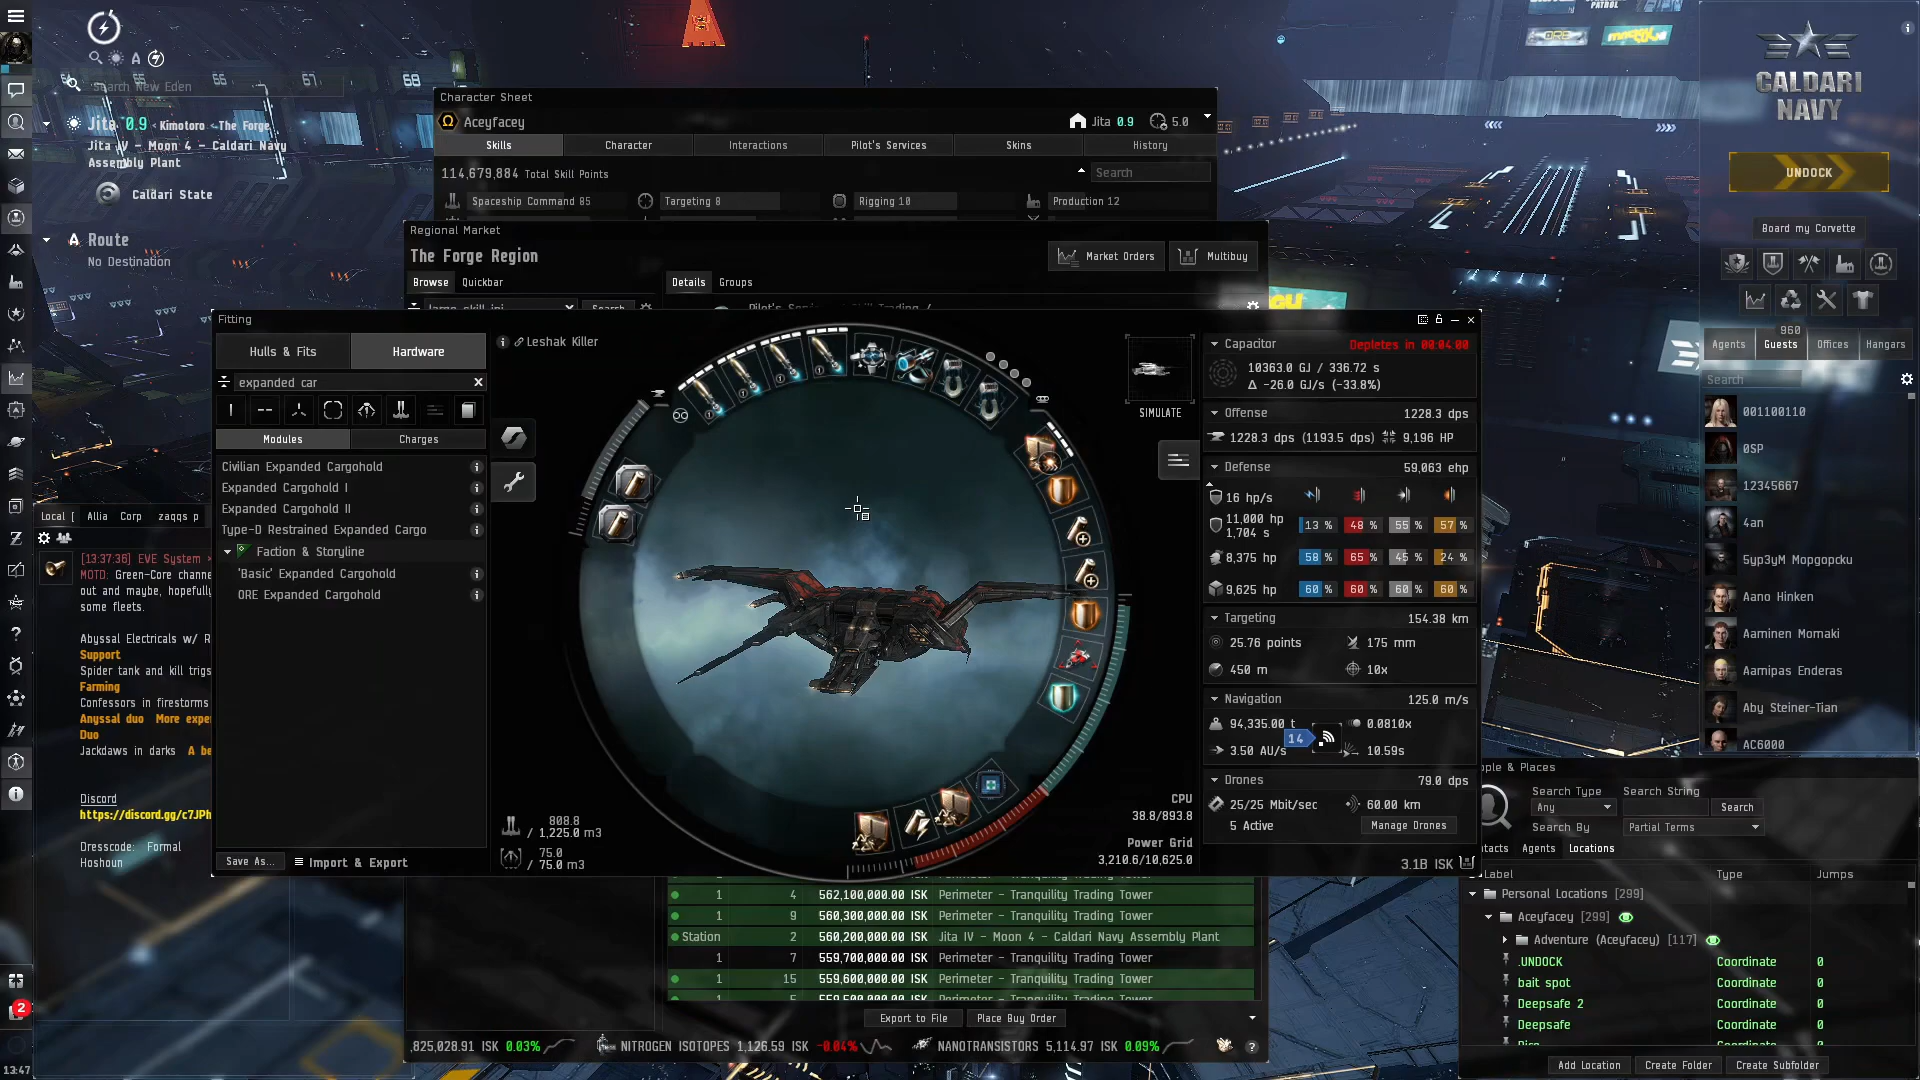 Search New Eden
65
66
67
68
Jita 0.9 < Kimotoro < The Forge
Jita IV - Moon 4 - Caldari Navy
Assembly Plant
Caldari State
Route
No Destination
Character Sheet
Aceyfacey
Jita 0.9
5.0
Skills
Character
Interactions
Pilot's Services
Skins
History
114,679,884 Total Skill Points
Search
Spaceship Command 85
Targeting 8
Rigging 10
Production 12
Regional Market
The Forge Region
Market Orders
Multibuy
Browse
Quickbar
Details
Groups
Search
Fitting
Hulls & Fits
Hardware
expanded car
Modules
Charges
Civilian Expanded Cargohold
Expanded Cargohold I
Expanded Cargohold II
Type-D Restrained Expanded Cargo
Faction & Storyline
'Basic' Expanded Cargohold
ORE Expanded Cargohold
Save As...
Import & Export
Leshak Killer
808.8
/ 1,225.0 m3
75.0
/ 75.0 m3
SIMULATE
CPU
38.8/893.8
Power Grid
3,210.6/10,625.0
Capacitor
Depletes in 00:04:00
10363.0 GJ / 336.72 s
Δ -26.0 GJ/s (-33.8%)
Offense
1228.3 dps
1228.3 dps (1193.5 dps)
9,196 HP
Defense
59,063 ehp
16 hp/s
11,000 hp
1,704 s
13 %
48 %
55 %
57 %
8,375 hp
58 %
65 %
45 %
24 %
9,625 hp
60 %
60 %
60 %
60 %
Targeting
154.38 km
25.76 points
175 mm
450 m
10x
Navigation
125.0 m/s
94,335.00 t
0.0810x
14
3.50 AU/s
10.59s
Drones
79.0 dps
25/25 Mbit/sec
60.00 km
5 Active
Manage Drones
3.1B ISK
Local [
Allia
Corp
zaqqs p
[13:37:36] EVE System >
MOTD: Green-Core channe
out and maybe, hopefully
some fleets.
Abyssal Electricals w/ R
Support
Spider tank and kill trigs
Farming
Confessors in firestorms
Anyssal duo More expe
Duo
Jackdaws in darks A be
Discord
https://discord.gg/c7JPh
Dresscode: Formal
Hoshoun
2
13:47
1
4
562,100,000.00 ISK
Perimeter - Tranquility Trading Tower
1
9
560,300,000.00 ISK
Perimeter - Tranquility Trading Tower
Station
2
560,200,000.00 ISK
Jita IV - Moon 4 - Caldari Navy Assembly Plant
1
7
559,700,000.00 ISK
Perimeter - Tranquility Trading Tower
1
15
559,600,000.00 ISK
Perimeter - Tranquility Trading Tower
Export to File
Place Buy Order
,825,028.91 ISK 0.03%
NITROGEN ISOTOPES 1,126.59 ISK -0.04%
NANOTRANSISTORS 5,114.97 ISK 0.09%
PATROL
CALDARI
NAVY
UNDOCK
Board my Corvette
960
Agents
Guests
Offices
Hangars
Search
001100110
0SP
12345667
4an
5yp3yM Mopgopcku
Aano Hinken
Aaminen Momaki
Aamipas Enderas
Aby Steiner-Tian
AC6000
ople & Places
Search Type
Search String
Any
Search
Search By
Partial Terms
ntacts
Agents
Locations
Label
Type
Jumps
Personal Locations [299]
Aceyfacey [299]
Adventure (Aceyfacey) [117]
.UNDOCK
Coordinate
0
bait spot
Coordinate
0
Deepsafe 2
Coordinate
0
Deepsafe
Coordinate
0
Add Location
Create Folder
Create Subfolder